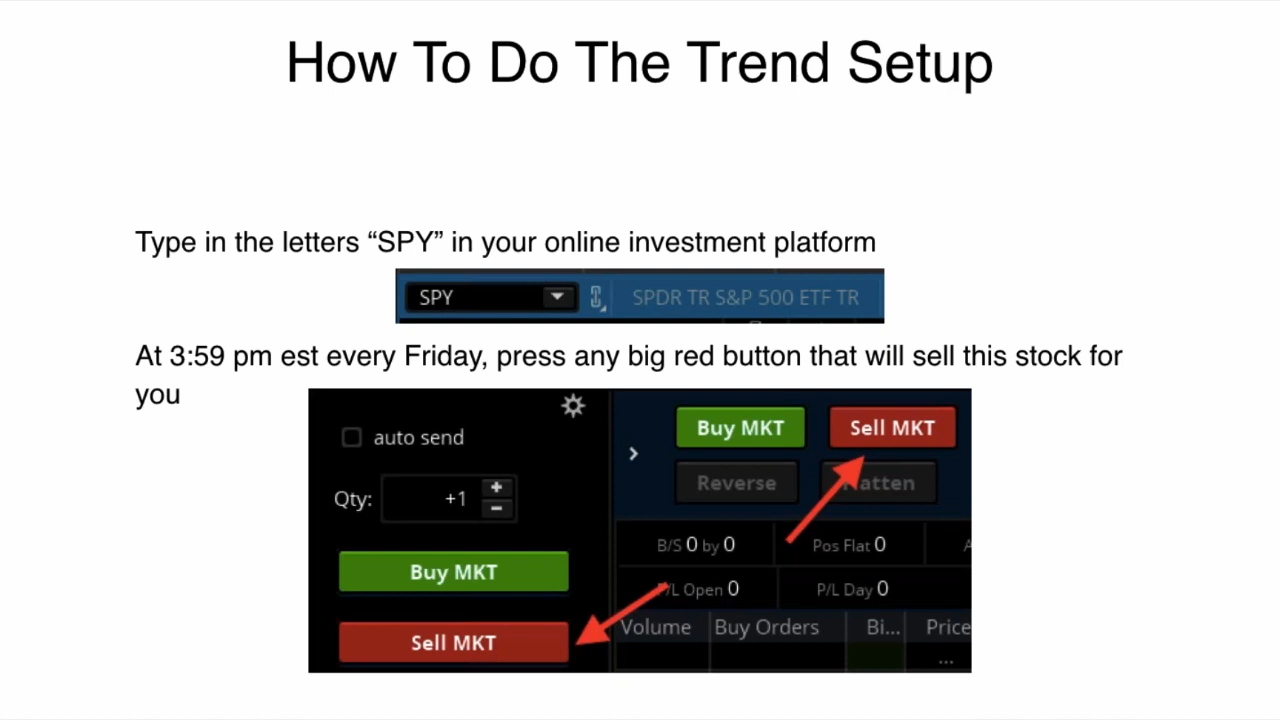 How To Do The Trend Setup
Type in the letters “SPY” in your online investment platform
SPY SPDR TR S&P 500 ETF TR
At 3:59 pm est every Friday, press any big red button that will sell this stock for
you
auto send
Qty: +1
Buy MKT
Sell MKT
Buy MKT Sell MKT
Reverse
B/S 0 by 0 Pos Flat 0
P/L Open 0 P/L Day 0
Volume Buy Orders Bi... Price
...